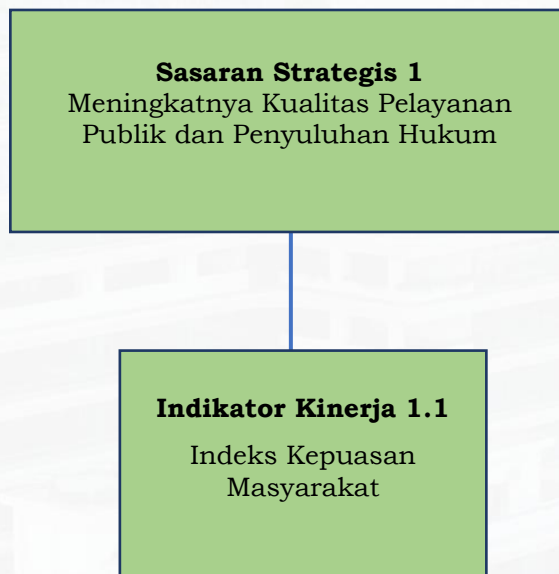 Sasaran Strategis 1
Meningkatnya Kualitas Pelayanan
Publik dan Penyuluhan Hukum
Indikator Kinerja 1.1
Indeks Kepuasan
Masyarakat